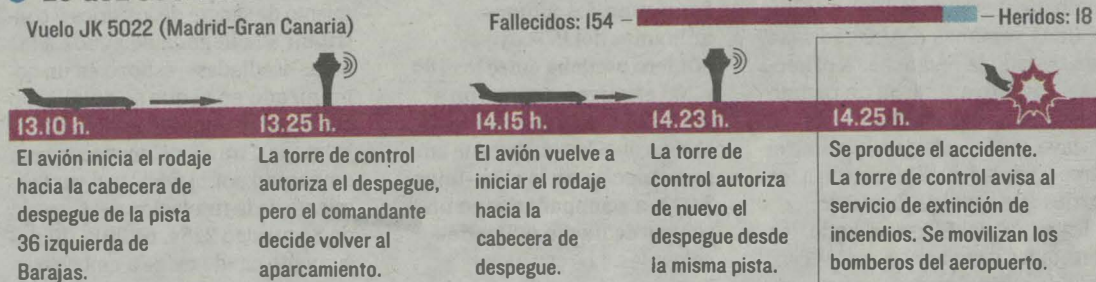 Vuelo JK 5022 (Madrid-Gran Canaria)
Fallecidos: 154
Heridos: 18
13.10 h.
El avión inicia el rodaje
hacia la cabecera de
despegue de la pista
36 izquierda de
Barajas.
13.25 h.
La torre de control
autoriza el despegue,
pero el comandante
decide volver al
aparcamiento.
14.15 h.
El avión vuelve a
iniciar el rodaje
hacia la
cabecera de
despegue.
14.23 h.
La torre de
control autoriza
de nuevo el
despegue desde
la misma pista.
14.25 h.
Se produce el accidente.
La torre de control avisa al
servicio de extinción de
incendios. Se movilizan los
bomberos del aeropuerto.